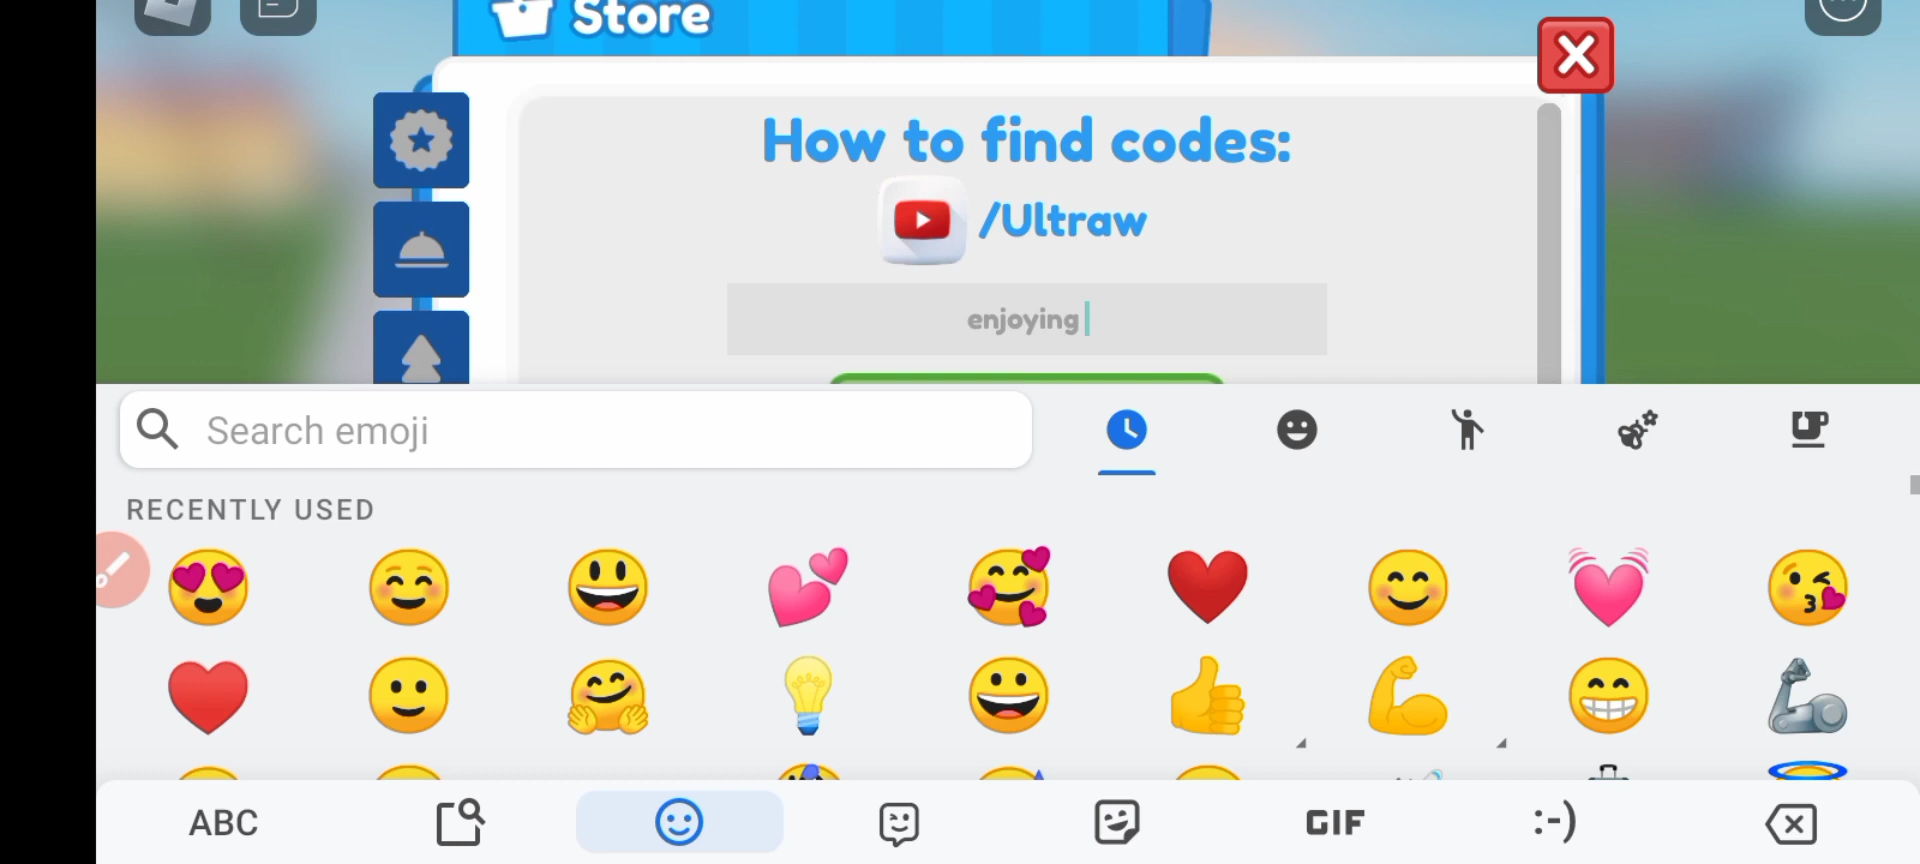 Store
How to find codes:
/Ultraw
enjoying
Search emoji
RECENTLY USED
ABC
GIF
:-)